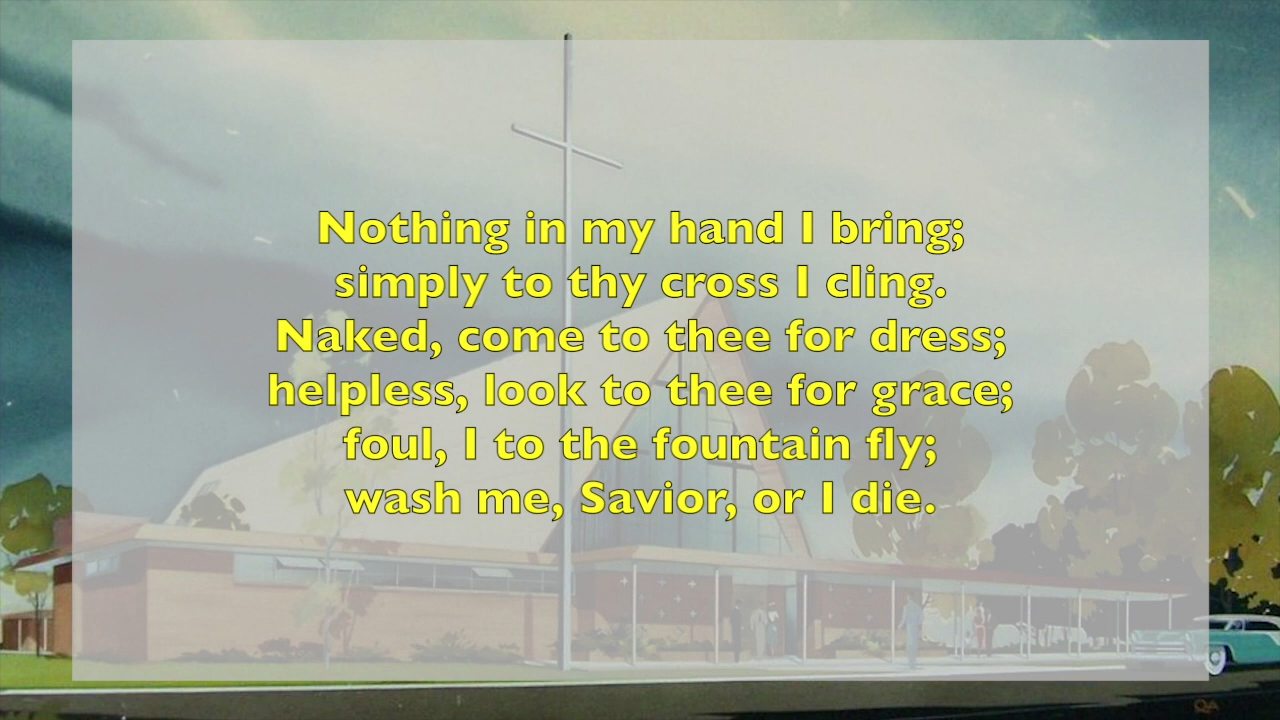 Nothing in my hand I bring;
simply to thy cross I cling.
Naked, come to thee for dress;
helpless, look to thee for grace;
foul, I to the fountain fly;
wash me, Savior, or I die.